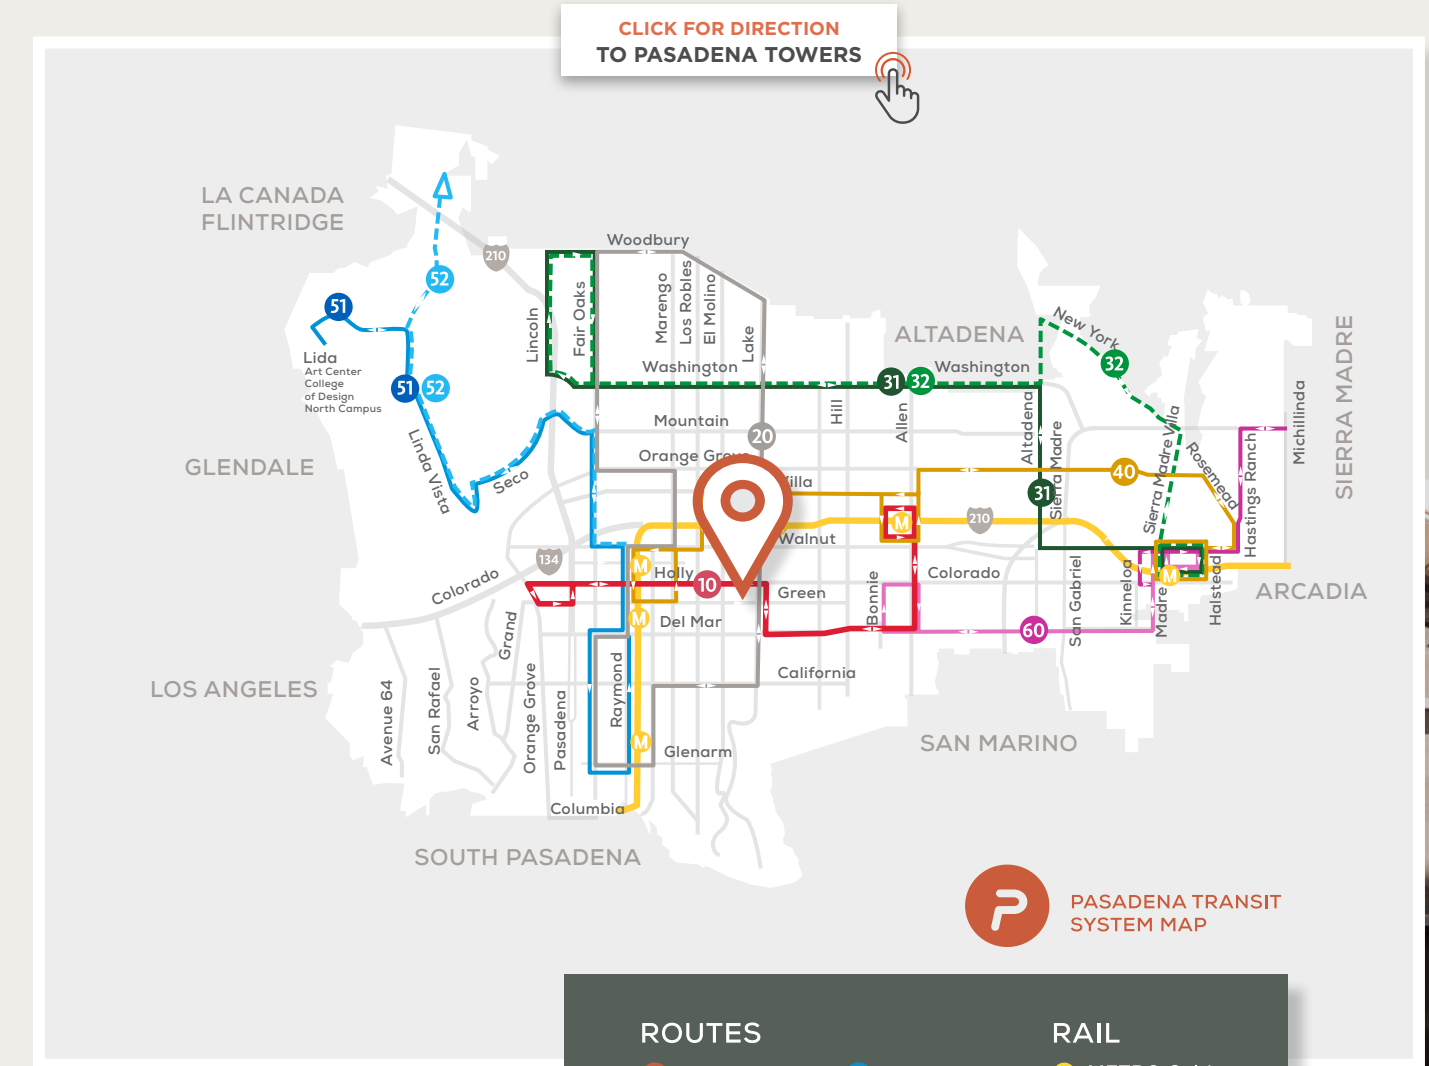 CLICK FOR DIRECTION
TO PASADENA TOWERS
LA CANADA
FLINTRIDGE
210
52
51
Lida
Art Center
College
of Design
North Campus
51
52
Linda Vista
Seco
GLENDALE
Woodbury
Lincoln
Fair Oaks
Marengo
Los Robles
El Molino
Lake
Washington
ALTADENA
Washington
31
32
New York
32
Mountain
20
Hill
Allen
Altadena
Sierra Madre
Orange Grove
Villa
40
31
Sierra Madre Villa
Rosemead
Hastings Ranch
Michillinda
SIERRA MADRE
M
210
Walnut
134
Colorado
M
Holly
10
Green
Bonnie
Colorado
San Gabriel
Kinneloa
Madre
M
Halstead
ARCADIA
M
Del Mar
60
Grand
LOS ANGELES
Avenue 64
San Rafael
Arroyo
Orange Grove
Pasadena
Raymond
California
M
Glenarm
SAN MARINO
Columbia
SOUTH PASADENA
P
PASADENA TRANSIT
SYSTEM MAP
ROUTES
RAIL